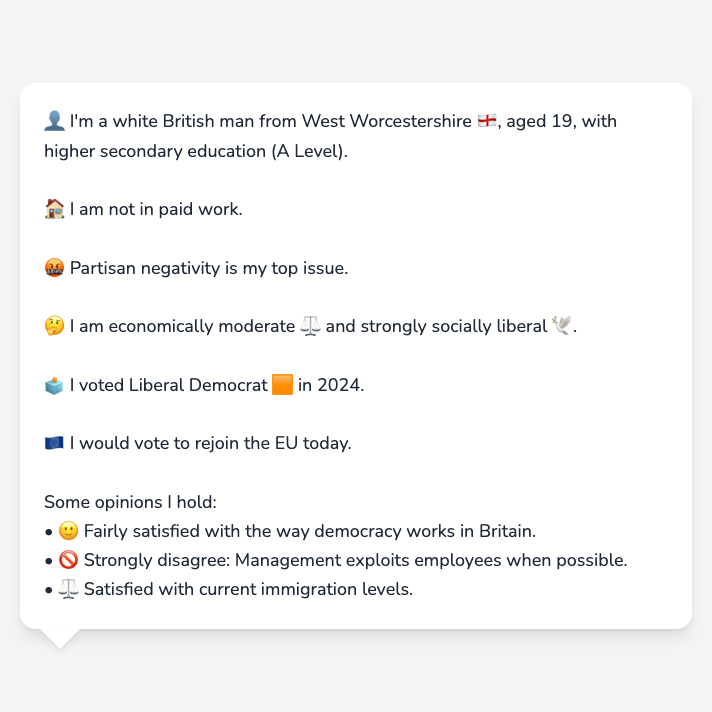 👤 I'm a white British man from West Worcestershire 🏴󠁧󠁢󠁥󠁮󠁧󠁿, aged 19, with
higher secondary education (A Level).
🏠 I am not in paid work.
🤬 Partisan negativity is my top issue.
🤔 I am economically moderate ⚖️ and strongly socially liberal 🕊️.
🗳️ I voted Liberal Democrat 🟧 in 2024.
🇪🇺 I would vote to rejoin the EU today.
Some opinions I hold:
• 🙂 Fairly satisfied with the way democracy works in Britain.
• 🚫 Strongly disagree: Management exploits employees when possible.
• ⚖️ Satisfied with current immigration levels.